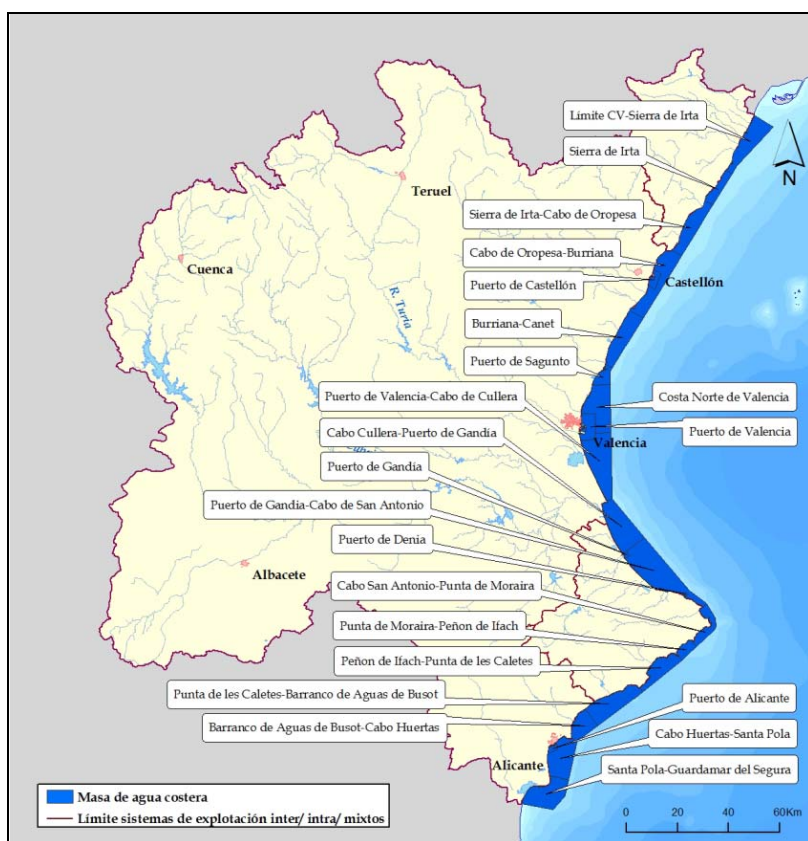 Límite CV-Sierra de Irta
Sierra de Irta
N
Teruel
Sierra de Irta-Cabo de Oropesa
Cabo de Oropesa-Burriana
Cuenca
Puerto de Castellón
Castellón
R. Turia
Burriana-Canet
Puerto de Sagunto
Puerto de Valencia-Cabo de Cullera
Costa Norte de Valencia
Cabo Cullera-Puerto de Gandía
Puerto de Valencia
Valencia
Puerto de Gandía
Puerto de Gandia-Cabo de San Antonio
Puerto de Denia
Albacete
Cabo San Antonio-Punta de Moraira
Punta de Moraira-Peñon de Ifach
Peñon de Ifach-Punta de les Caletes
Punta de les Caletes-Barranco de Aguas de Busot
Puerto de Alicante
Barranco de Aguas de Busot-Cabo Huertas
Cabo Huertas-Santa Pola
Alicante
Santa Pola-Guardamar del Segura
Masa de agua costera
Límite sistemas de explotación inter/ intra/ mixtos
0 20 40 60Km